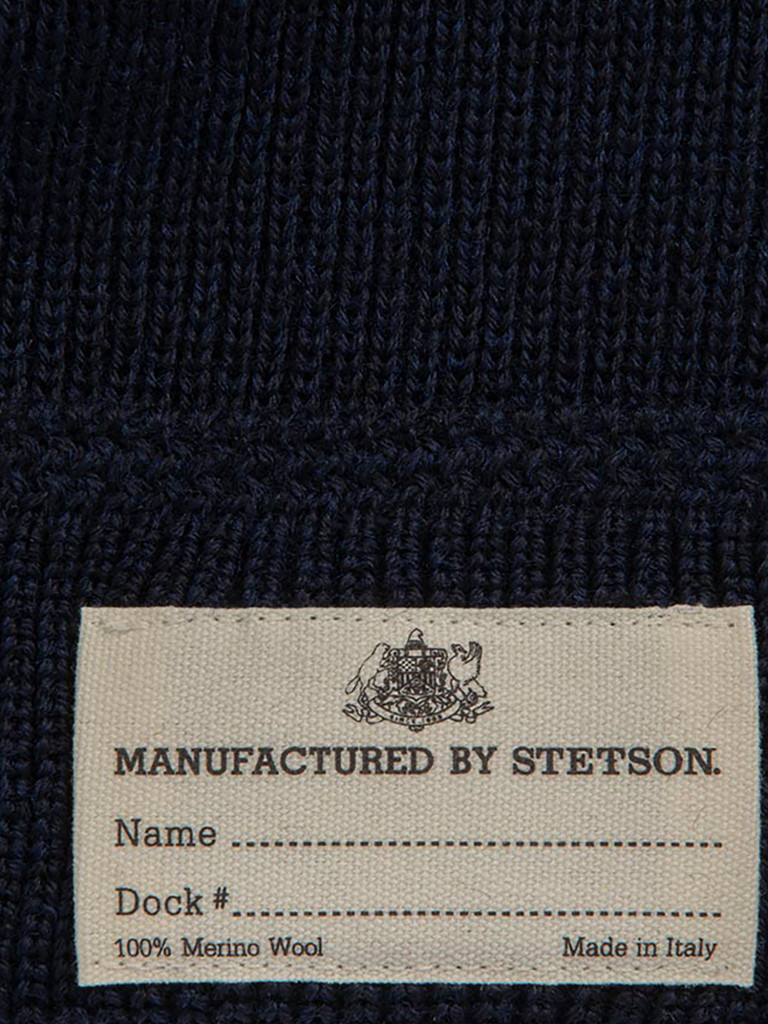 MANUFACTURED BY STETSON.
Name ................................................
Dock #................................................
100% Merino Wool Made in Italy